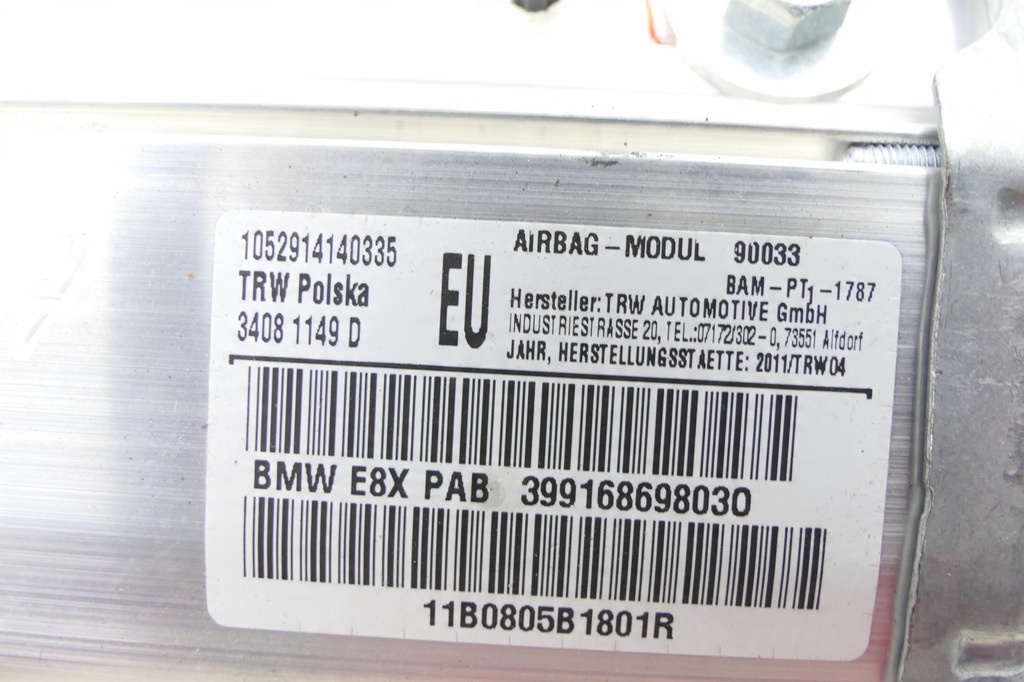 1052914140335
TRW Polska
3408 1149 D
EU
AIRBAG-MODUL 90033
BAM-PT1-1787
Hersteller: TRW AUTOMOTIVE GmbH
INDUSTRIESTRASSE 20, TEL.:07172/302-0, 73551 Alfdorf
JAHR, HERSTELLUNGSSTAETTE: 2011/TRW04
BMW E8X PAB 399168698030
11B0805B1801R